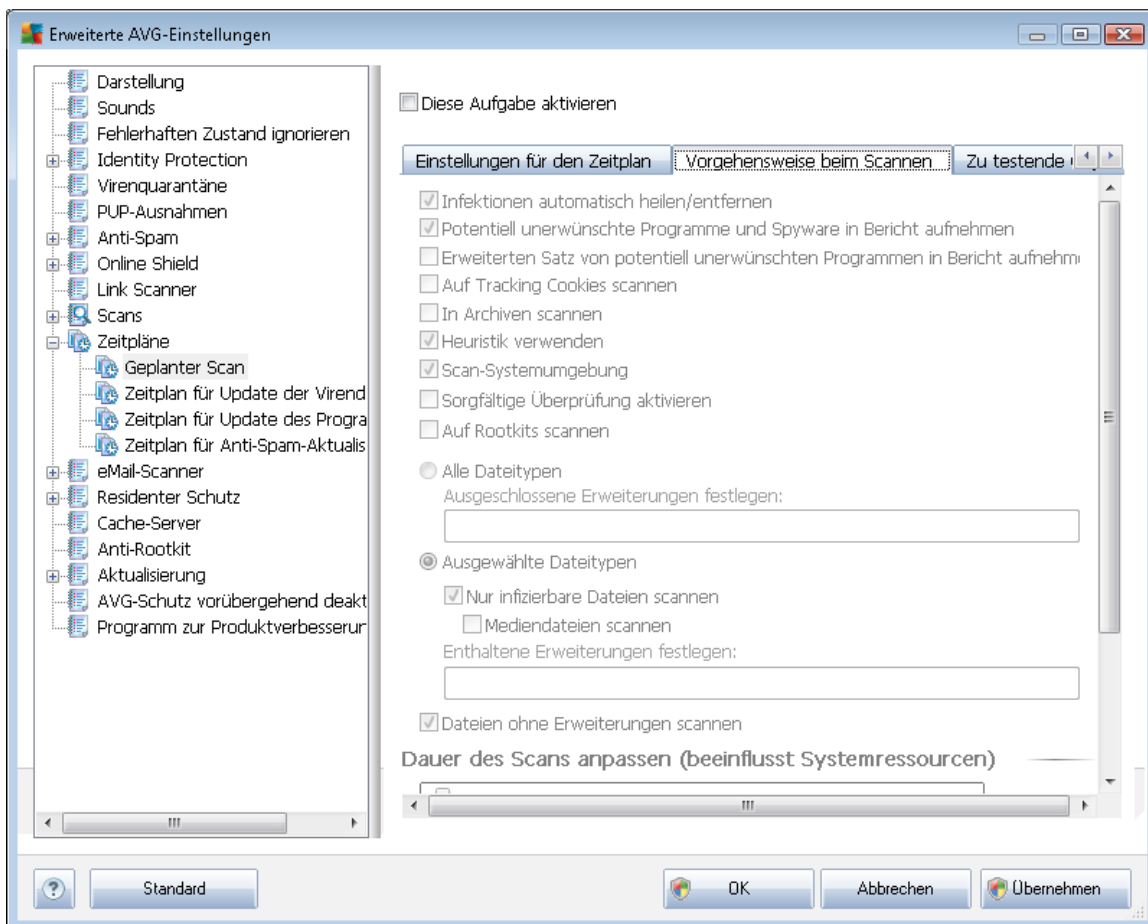 Erweiterte AVG-Einstellungen
Darstellung
Sounds
Fehlerhaften Zustand ignorieren
Identity Protection
Virenquarantäne
PUP-Ausnahmen
Anti-Spam
Online Shield
Link Scanner
Scans
Zeitpläne
Geplanter Scan
Zeitplan für Update der Virend
Zeitplan für Update des Progra
Zeitplan für Anti-Spam-Aktualis
eMail-Scanner
Residenter Schutz
Cache-Server
Anti-Rootkit
Aktualisierung
AVG-Schutz vorübergehend deakt
Programm zur Produktverbesserur
Diese Aufgabe aktivieren
Einstellungen für den Zeitplan
Vorgehensweise beim Scannen
Zu testende
Infektionen automatisch heilen/entfernen
Potentiell unerwünschte Programme und Spyware in Bericht aufnehmen
Erweiterten Satz von potentiell unerwünschten Programmen in Bericht aufnehm
Auf Tracking Cookies scannen
In Archiven scannen
Heuristik verwenden
Scan-Systemumgebung
Sorgfältige Überprüfung aktivieren
Auf Rootkits scannen
Alle Dateitypen
Ausgeschlossene Erweiterungen festlegen:
Ausgewählte Dateitypen
Nur infizierbare Dateien scannen
Mediendateien scannen
Enthaltene Erweiterungen festlegen:
Dateien ohne Erweiterungen scannen
Dauer des Scans anpassen (beeinflusst Systemressourcen)
?
Standard
OK
Abbrechen
Übernehmen